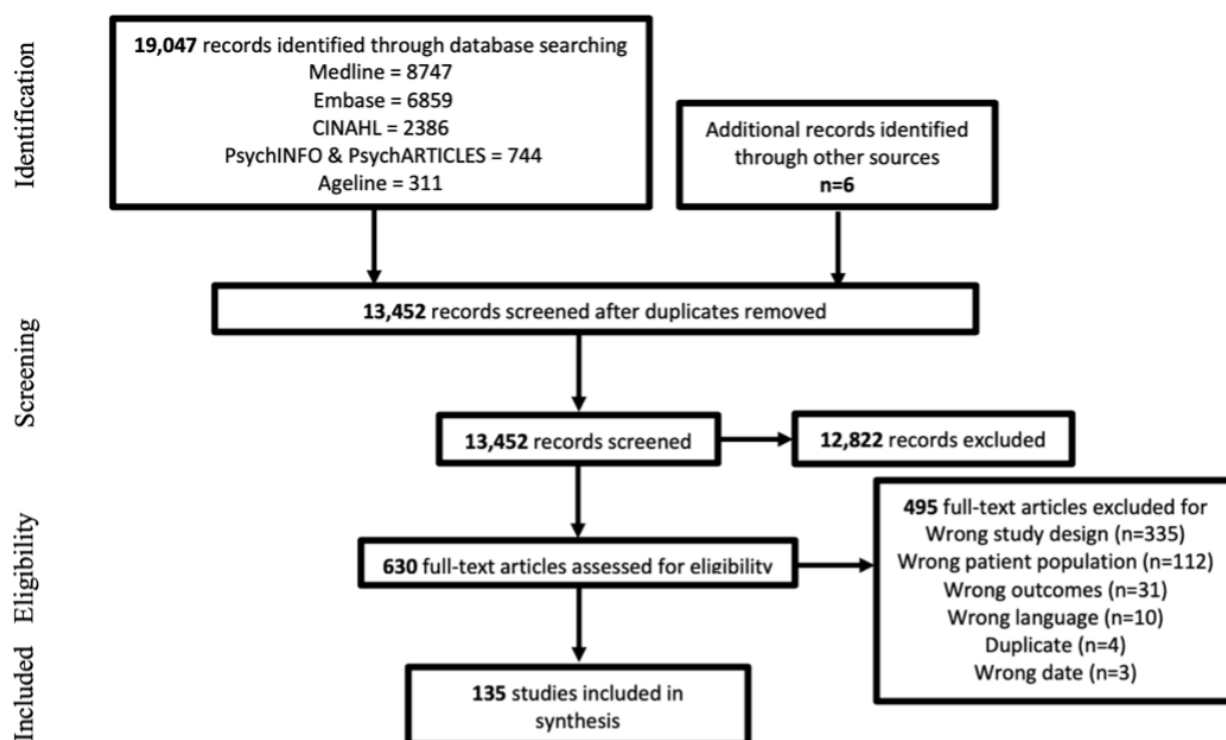 Identification
19,047 records identified through database searching
Medline = 8747
Embase = 6859
CINAHL = 2386
PsychINFO & PsychARTICLES = 744
Ageline = 311
Additional records identified
through other sources
n=6
Screening
13,452 records screened after duplicates removed
13,452 records screened
12,822 records excluded
Eligibility
630 full-text articles assessed for eligibility
495 full-text articles excluded for
Wrong study design (n=335)
Wrong patient population (n=112)
Wrong outcomes (n=31)
Wrong language (n=10)
Duplicate (n=4)
Wrong date (n=3)
Included
135 studies included in
synthesis